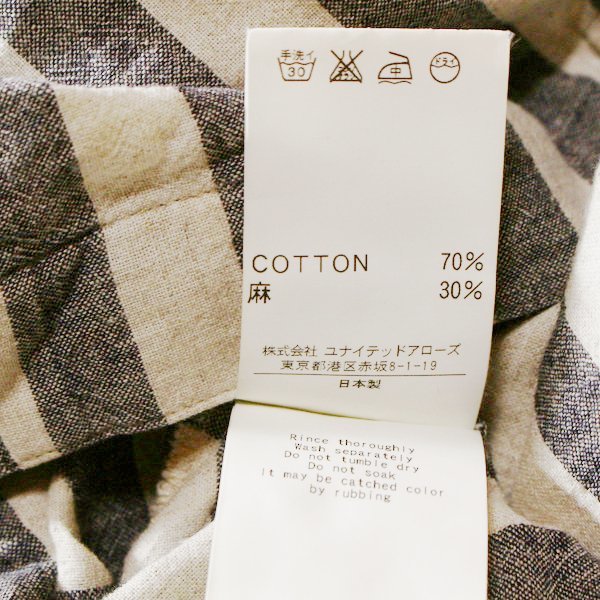 手洗イ 30 中 ドライ
COTTON 70%
麻 30%
株式会社 ユナイテッドアローズ
東京都港区赤坂8-1-19
日本製
Rince thoroughly
Wash separately
Do not tumble dry
Do not soak
it may be catched color
by rubbing